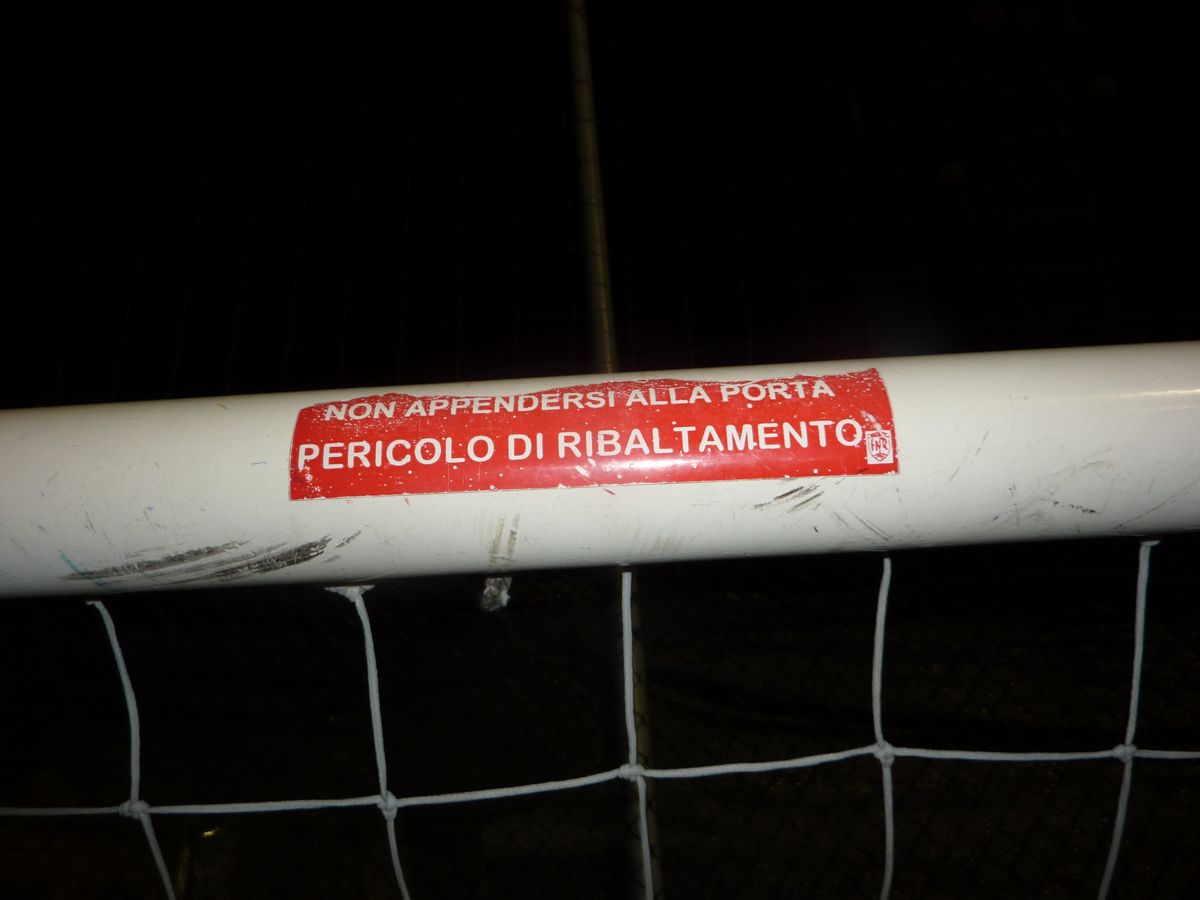 NON APPENDERSI ALLA PORTA
PERICOLO DI RIBALTAMENTO